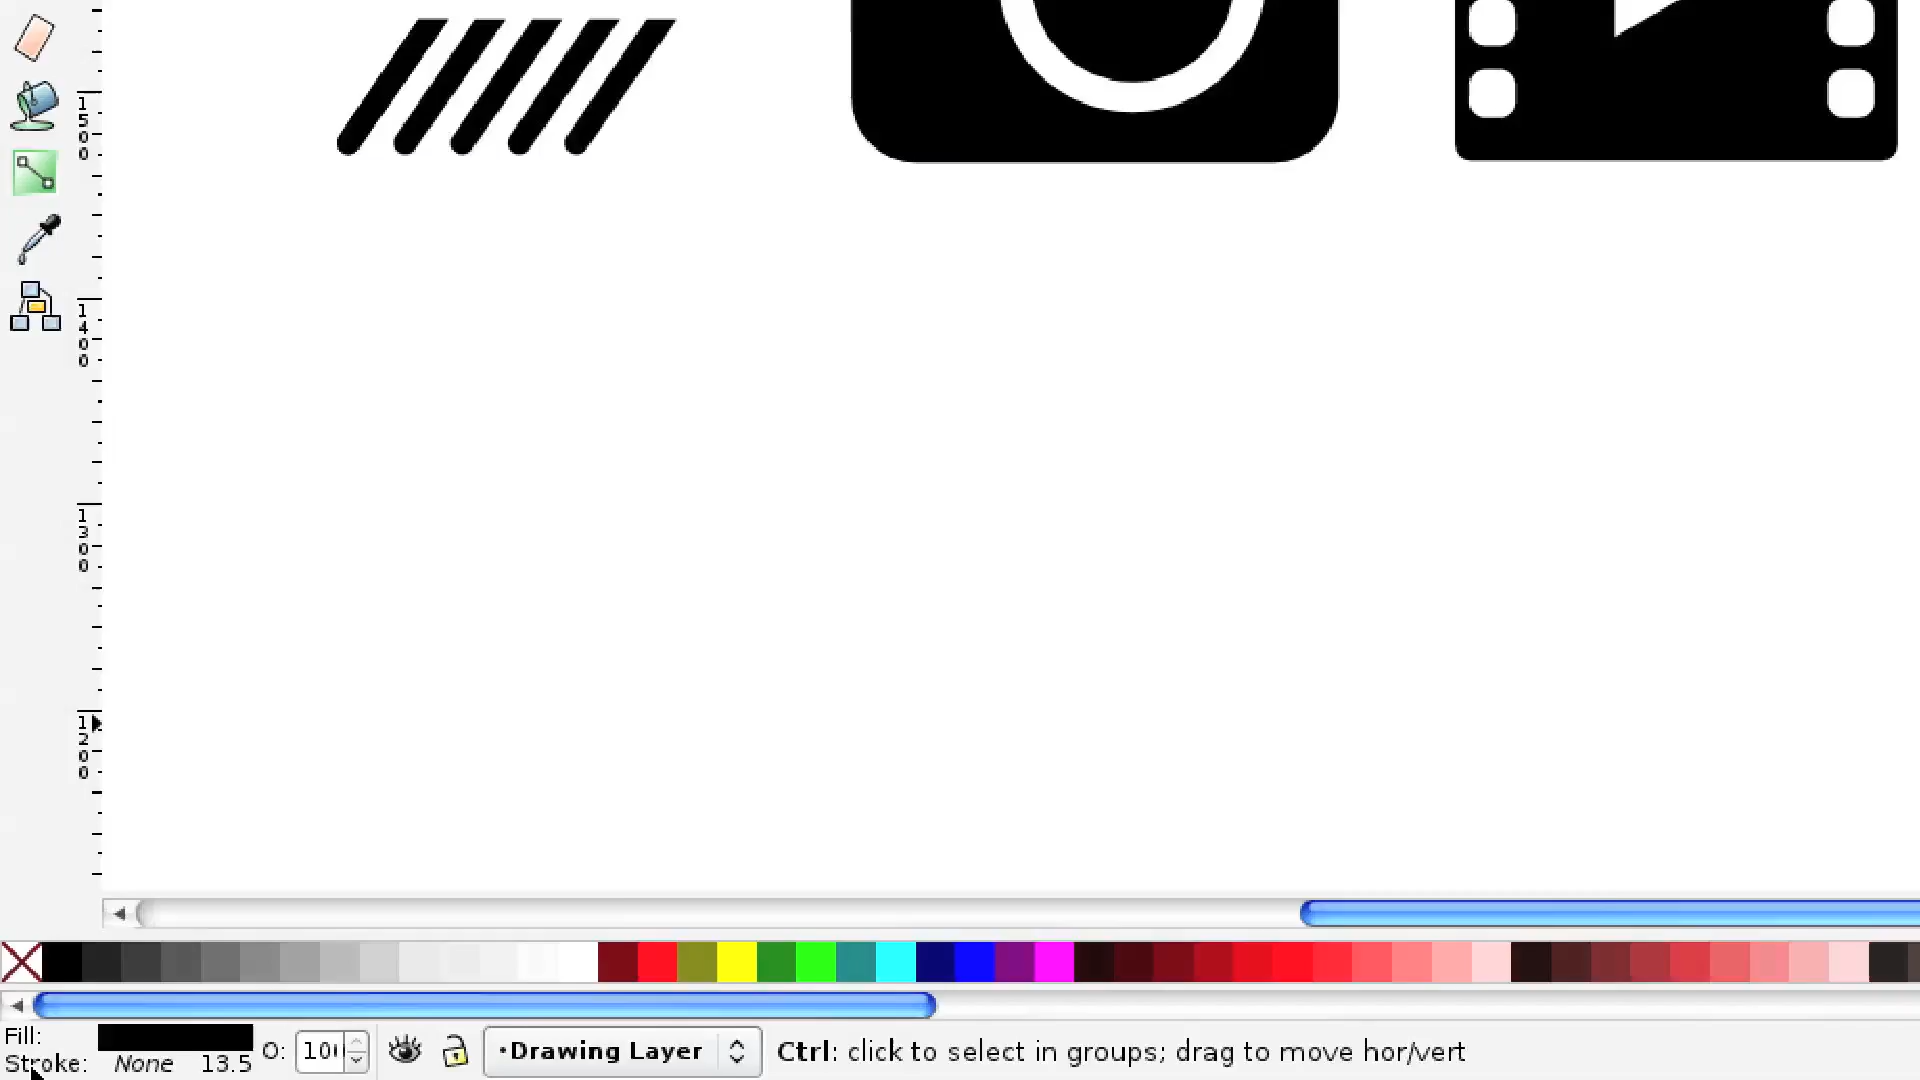 1500
1400
1300
1200
Fill:
O: 10
•Drawing Layer
Ctrl: click to select in groups; drag to move hor/vert
Stroke: None 13.5